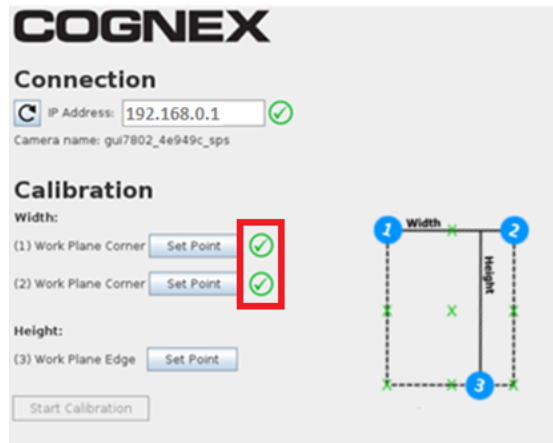 COGNEX
Connection
IP Address: 192.168.0.1
Camera name: gui7802_4e949c_sps
Calibration
Width:
(1) Work Plane Corner Set Point
(2) Work Plane Corner Set Point
Height:
(3) Work Plane Edge Set Point
Start Calibration
1 Width 2
Height
3